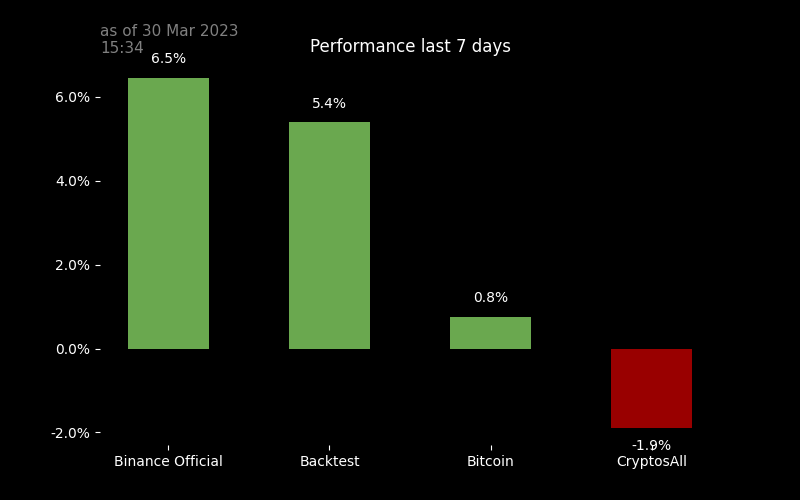 as of 30 Mar 2023
15:34
Performance last 7 days
6.5%
5.4%
0.8%
-1.9%
6.0%
4.0%
2.0%
0.0%
-2.0%
Binance Official
Backtest
Bitcoin
CryptosAll